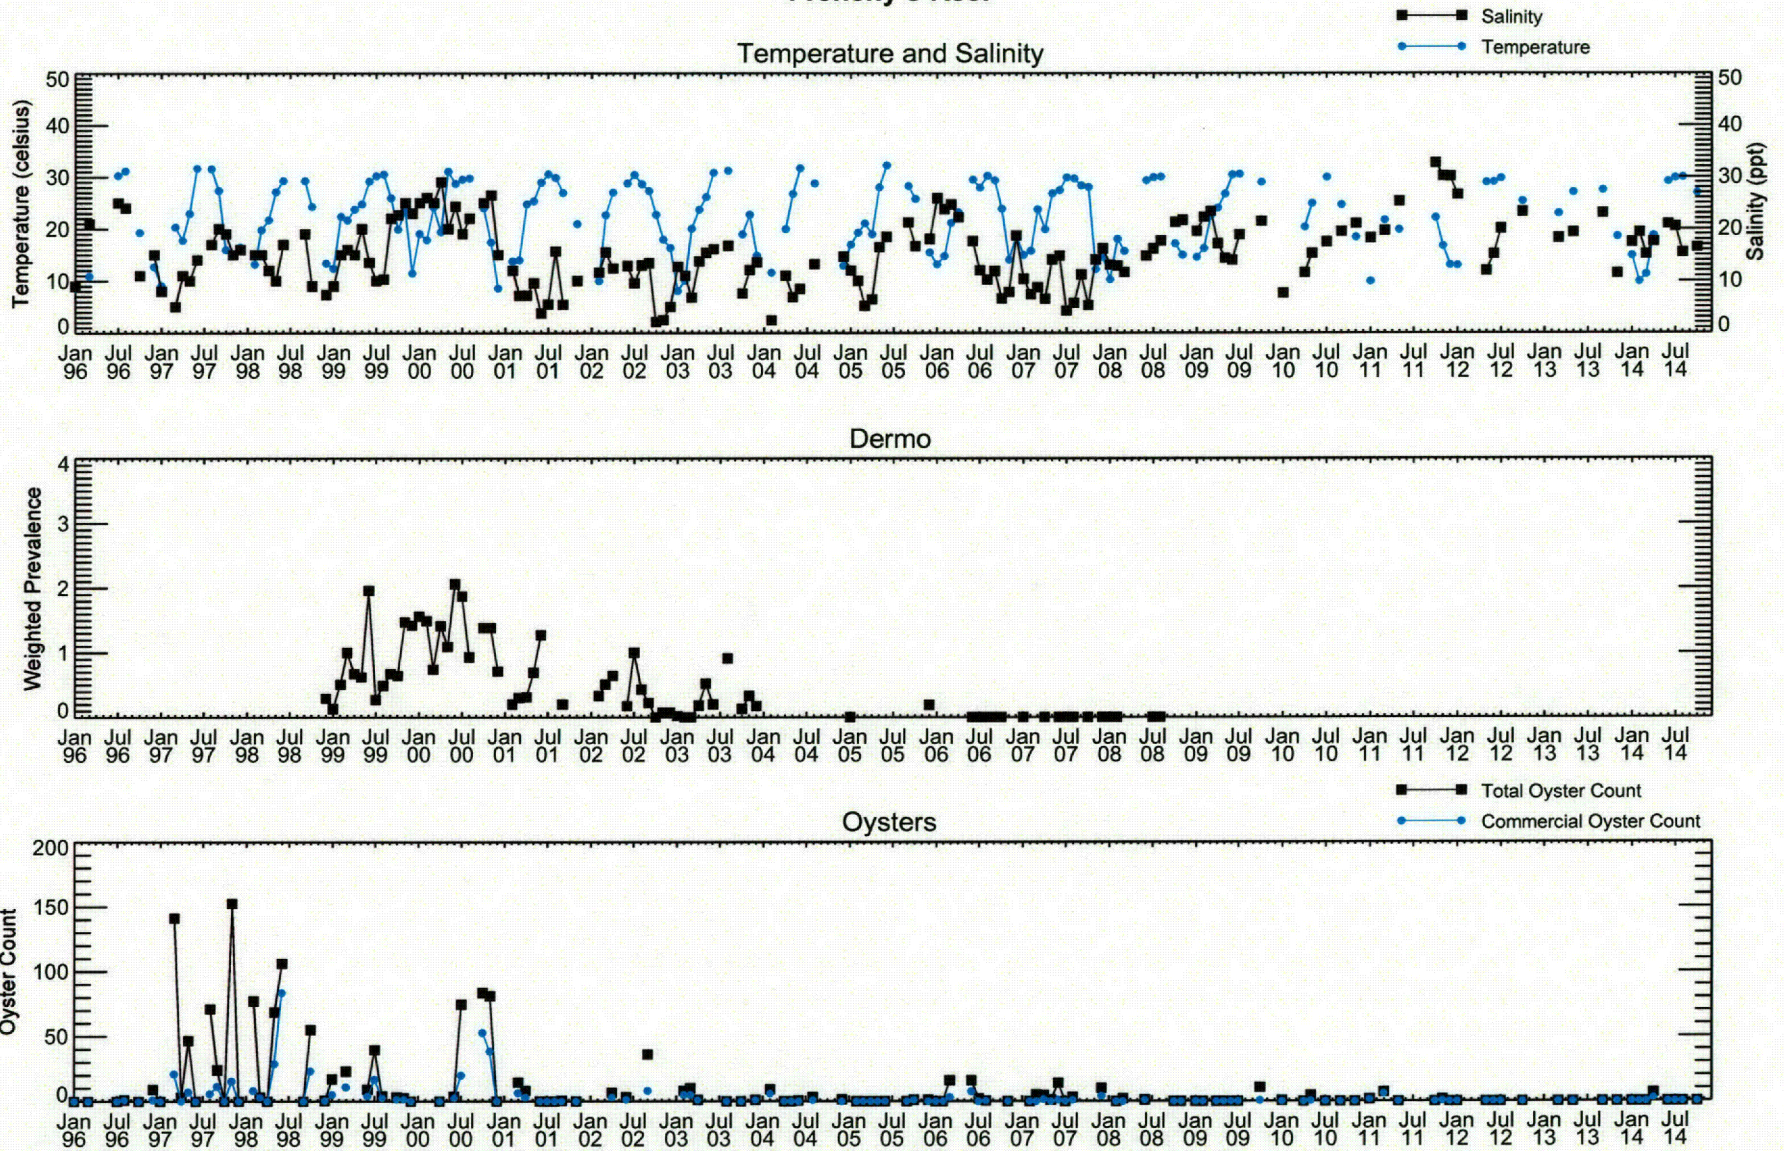 Salinity
Temperature
Temperature and Salinity
50 50
40 40
30 30
20 20
10 10
0 0
Temperature (celsius)
Salinity (ppt)
Jan Jul Jan Jul Jan Jul Jan Jul Jan Jul Jan Jul Jan Jul Jan Jul Jan Jul Jan Jul Jan Jul Jan Jul Jan Jul Jan Jul Jan Jul Jan Jul Jan Jul Jan Jul Jan Jul
96 96 97 97 98 98 99 99 00 00 01 01 02 02 03 03 04 04 05 05 06 06 07 07 08 08 09 09 10 10 11 11 12 12 13 13 14 14
Dermo
4
3
2
1
0
Weighted Prevalence
Jan Jul Jan Jul Jan Jul Jan Jul Jan Jul Jan Jul Jan Jul Jan Jul Jan Jul Jan Jul Jan Jul Jan Jul Jan Jul Jan Jul Jan Jul Jan Jul Jan Jul Jan Jul Jan Jul
96 96 97 97 98 98 99 99 00 00 01 01 02 02 03 03 04 04 05 05 06 06 07 07 08 08 09 09 10 10 11 11 12 12 13 13 14 14
Total Oyster Count
Commercial Oyster Count
Oysters
200
150
100
50
0
Oyster Count
Jan Jul Jan Jul Jan Jul Jan Jul Jan Jul Jan Jul Jan Jul Jan Jul Jan Jul Jan Jul Jan Jul Jan Jul Jan Jul Jan Jul Jan Jul Jan Jul Jan Jul Jan Jul Jan Jul
96 96 97 97 98 98 99 99 00 00 01 01 02 02 03 03 04 04 05 05 06 06 07 07 08 08 09 09 10 10 11 11 12 12 13 13 14 14